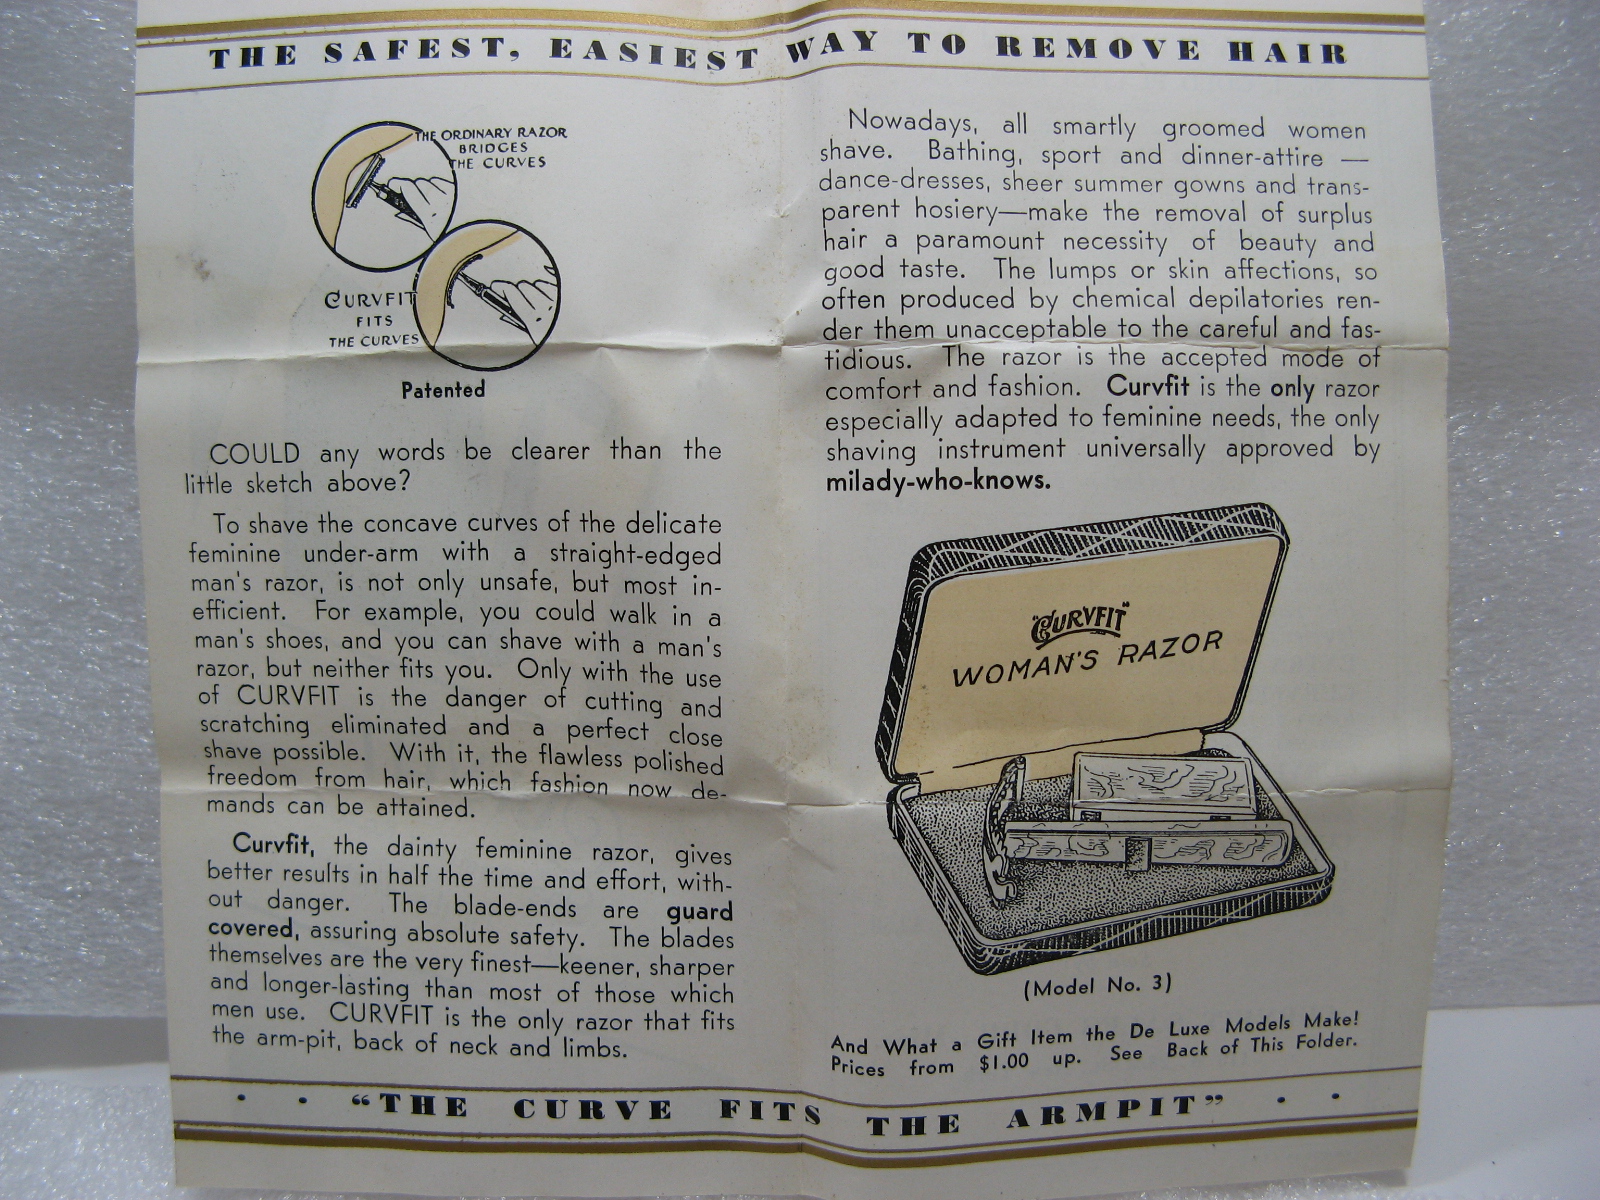 THE SAFEST, EASIEST WAY TO REMOVE HAIR
THE ORDINARY RAZOR
BRIDGES
THE CURVES
CURVFIT
FITS
THE CURVES
Patented
COULD any words be clearer than the
little sketch above?
To shave the concave curves of the delicate
feminine under-arm with a straight-edged
man's razor, is not only unsafe, but most in-
efficient. For example, you could walk in a
man's shoes, and you can shave with a man's
razor, but neither fits you. Only with the use
of CURVFIT is the danger of cutting and
scratching eliminated and a perfect close
shave possible. With it, the flawless polished
freedom from hair, which fashion now de-
mands can be attained.
Curvfit, the dainty feminine razor, gives
better results in half the time and effort, with-
out danger. The blade-ends are guard
covered, assuring absolute safety. The blades
themselves are the very finest—keener, sharper
and longer-lasting than most of those which
men use. CURVFIT is the only razor that fits
the arm-pit, back of neck and limbs.
Nowadays, all smartly groomed women
shave. Bathing, sport and dinner-attire —
dance-dresses, sheer summer gowns and trans-
parent hosiery—make the removal of surplus
hair a paramount necessity of beauty and
good taste. The lumps or skin affections, so
often produced by chemical depilatories ren-
der them unacceptable to the careful and fas-
tidious. The razor is the accepted mode of
comfort and fashion. Curvfit is the only razor
especially adapted to feminine needs, the only
shaving instrument universally approved by
milady-who-knows.
"CURVFIT"
WOMAN'S RAZOR
(Model No. 3)
And What a Gift Item the De Luxe Models Make!
Prices from $1.00 up. See Back of This Folder.
· · "THE CURVE FITS THE ARMPIT" · ·